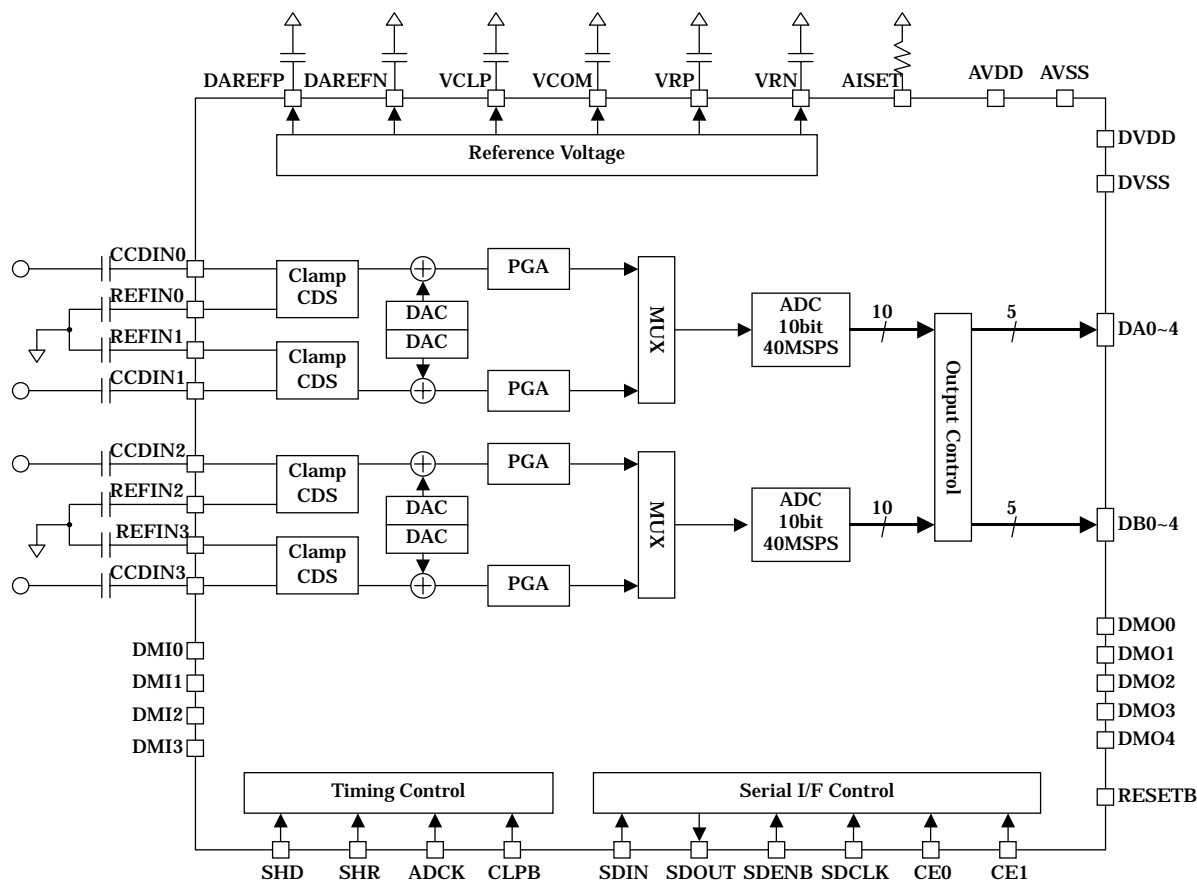 DAREFP DAREFN VCLP VCOM VRP VRN AISET AVDD AVSS
Reference Voltage
DVDD
DVSS
CCDIN0
REFIN0
REFIN1
CCDIN1
Clamp
CDS
Clamp
CDS
DAC
DAC
PGA
PGA
MUX
ADC
10bit
40MSPS
10
5
DA0~4
Output Control
CCDIN2
REFIN2
REFIN3
CCDIN3
Clamp
CDS
Clamp
CDS
DAC
DAC
PGA
PGA
MUX
ADC
10bit
40MSPS
10
5
DB0~4
DMI0
DMI1
DMI2
DMI3
DMO0
DMO1
DMO2
DMO3
DMO4
RESETB
Timing Control
Serial I/F Control
SHD SHR ADCK CLPB SDIN SDOUT SDENB SDCLK CE0 CE1